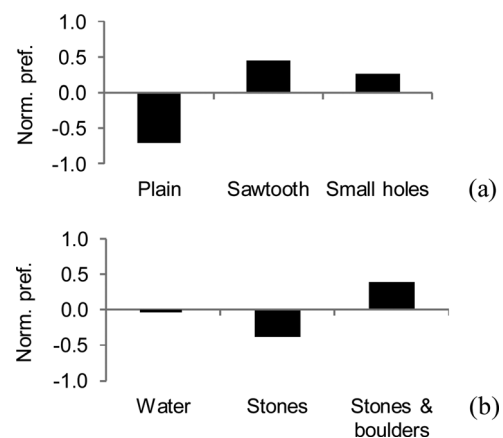 1.0
0.5
0.0
-0.5
-1.0
Norm. pref.
Plain Sawtooth Small holes (a)
1.0
0.5
0.0
-0.5
-1.0
Norm. pref.
Water Stones Stones & (b)
boulders